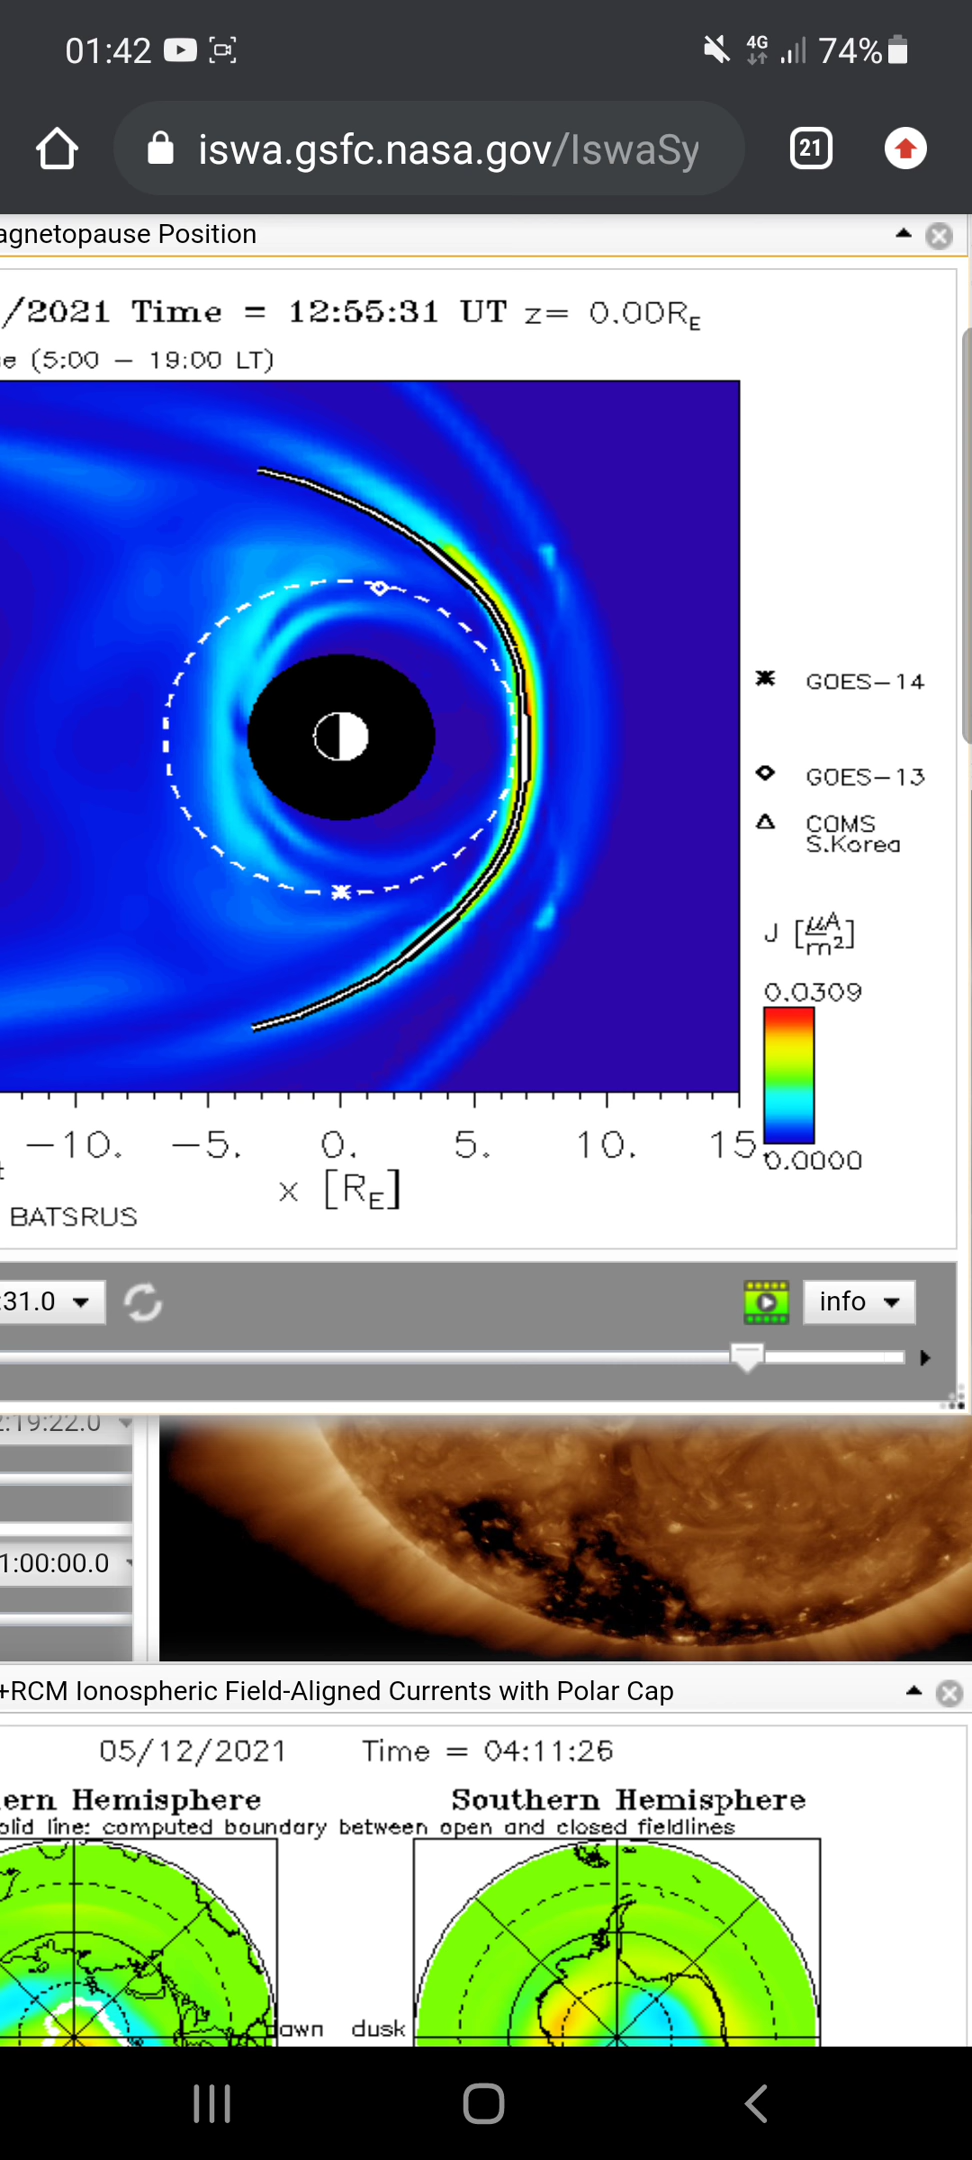 01:42
4G
74%
iswa.gsfc.nasa.gov/IswaSy
21
agnetopause Position
/2021 Time = 12:55:31 UT z= 0.00RE
e (5:00 – 19:00 LT)
GOES–14
GOES–13
COMS
S.Korea
J [μA/m²]
0.0309
0.0000
–10. –5. 0. 5. 10. 15.
x [RE]
BATSRUS
:31.0
info
2:19:22.0
1:00:00.0
+RCM Ionospheric Field-Aligned Currents with Polar Cap
05/12/2021 Time = 04:11:26
ern Hemisphere Southern Hemisphere
olid line: computed boundary between open and closed fieldlines
dawn dusk